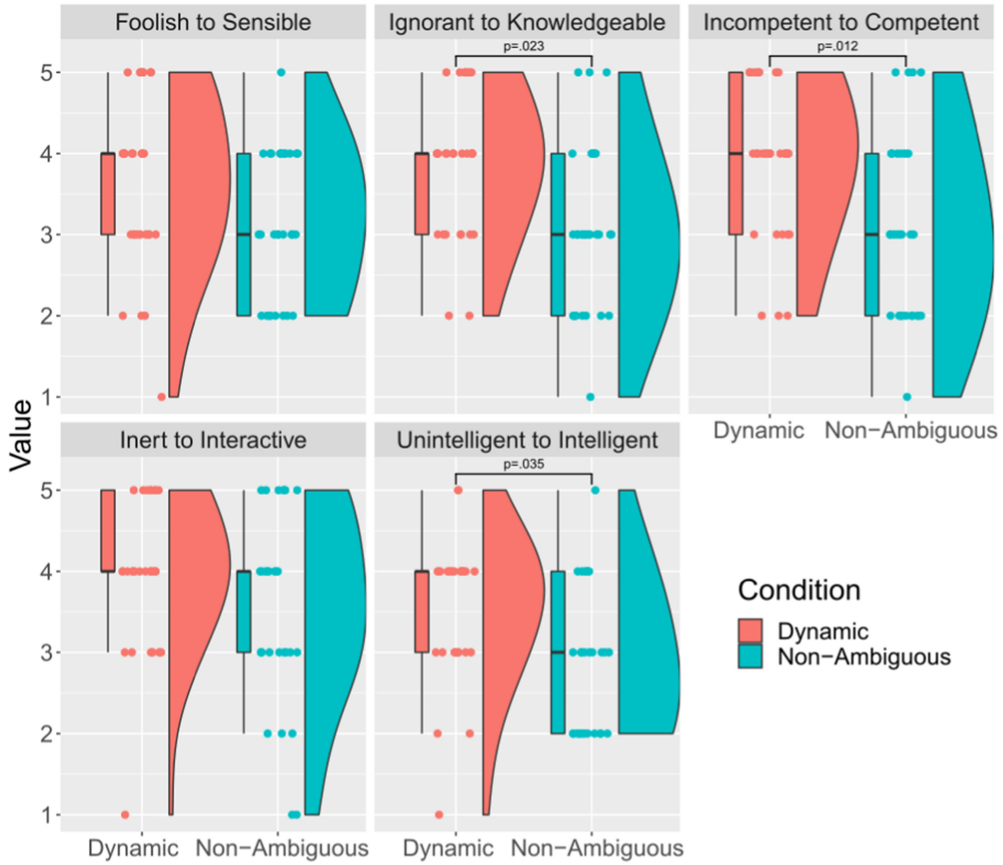 Foolish to Sensible
Ignorant to Knowledgeable
Incompetent to Competent
p=.023
p=.012
5
4
3
2
1
Dynamic Non−Ambiguous
Value
Inert to Interactive
Unintelligent to Intelligent
p=.035
5
4
3
2
1
Dynamic Non−Ambiguous
Dynamic Non−Ambiguous
Condition
Dynamic
Non−Ambiguous